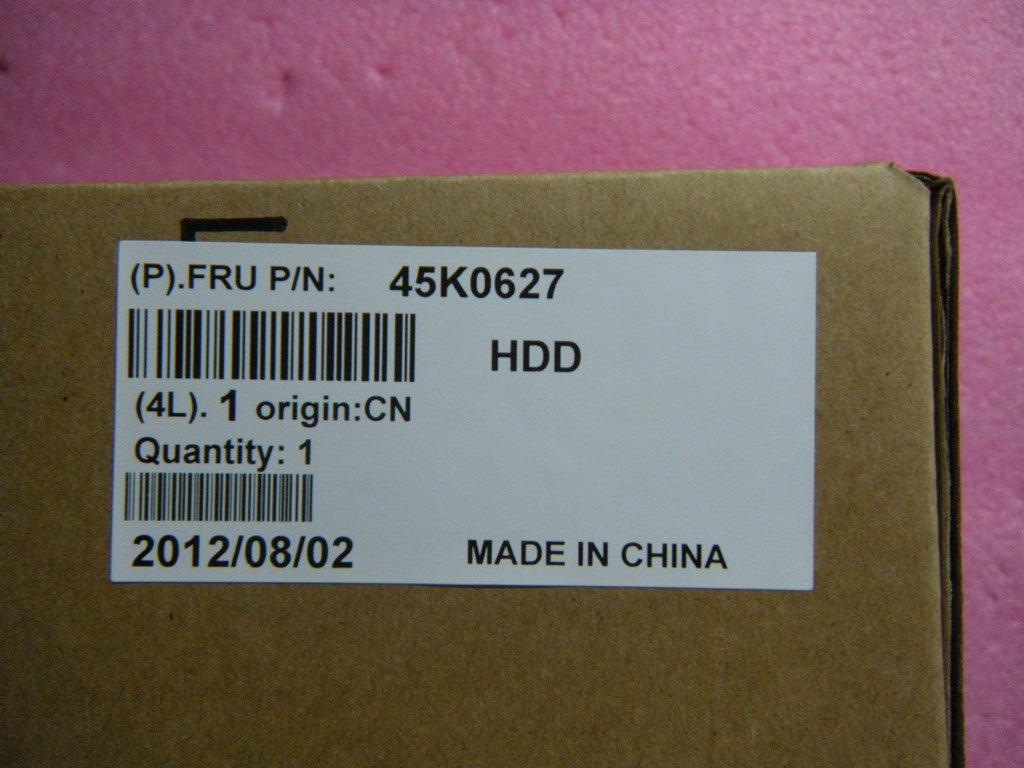 (P).FRU P/N: 45K0627
HDD
(4L). 1 origin:CN
Quantity: 1
2012/08/02 MADE IN CHINA